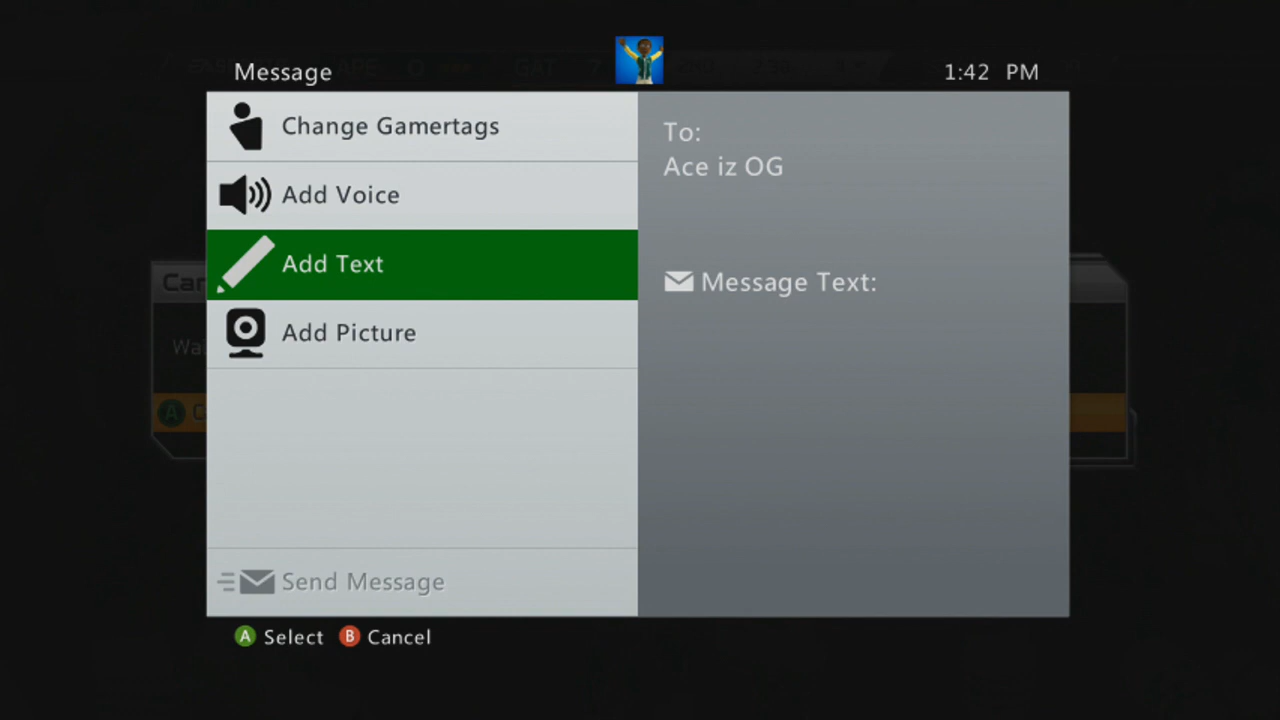 Message
1:42 PM
Change Gamertags
Add Voice
Add Text
Add Picture
Send Message
To:
Ace iz OG
Message Text:
A Select B Cancel
A